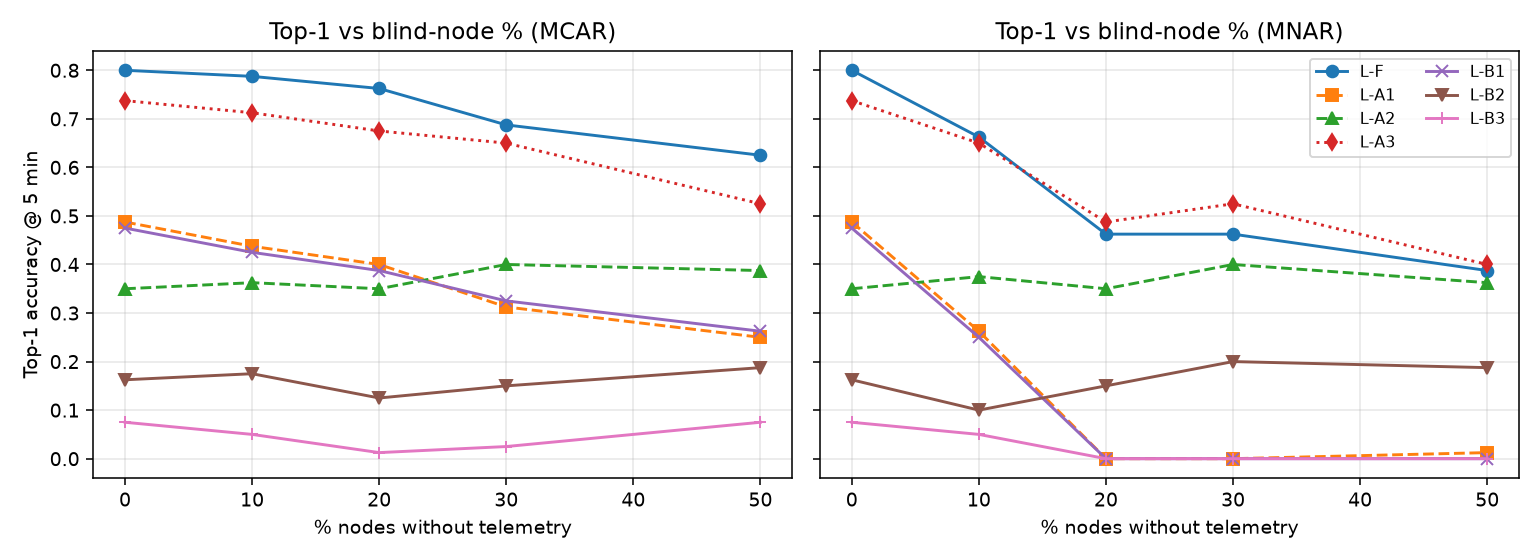 Top-1 vs blind-node % (MCAR)
Top-1 accuracy @ 5 min
0.8
0.7
0.6
0.5
0.4
0.3
0.2
0.1
0.0
0 10 20 30 40 50
% nodes without telemetry
Top-1 vs blind-node % (MNAR)
L-F
L-A1
L-A2
L-A3
L-B1
L-B2
L-B3
0 10 20 30 40 50
% nodes without telemetry